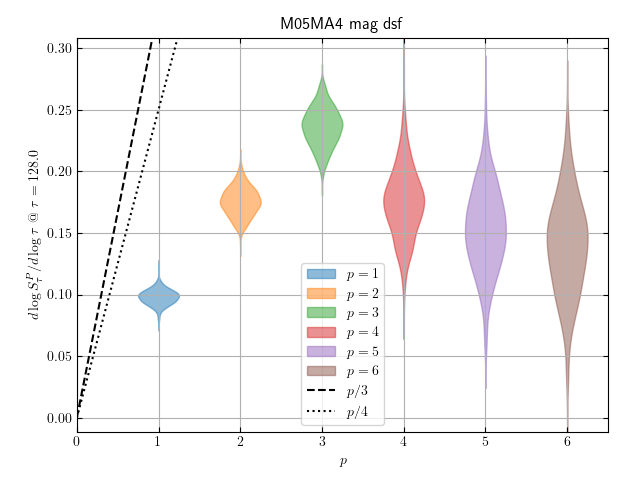 M05MA4 mag dsf
d log S_τ^P / d log τ @ τ = 128.0
0.30
0.25
0.20
0.15
0.10
0.05
0.00
p = 1
p = 2
p = 3
p = 4
p = 5
p = 6
p/3
p/4
0 1 2 3 4 5 6
p